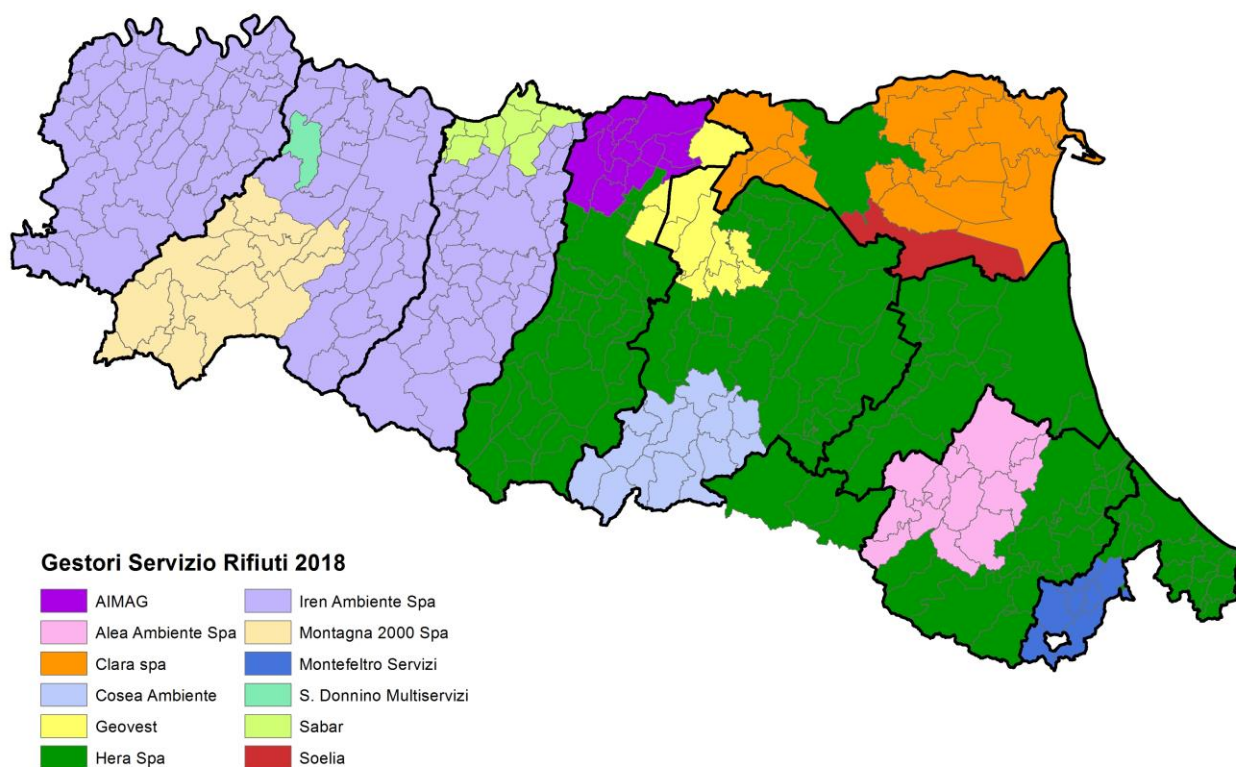 Gestori Servizio Rifiuti 2018
AIMAG
Alea Ambiente Spa
Clara spa
Cosea Ambiente
Geovest
Hera Spa
Iren Ambiente Spa
Montagna 2000 Spa
Montefeltro Servizi
S. Donnino Multiservizi
Sabar
Soelia